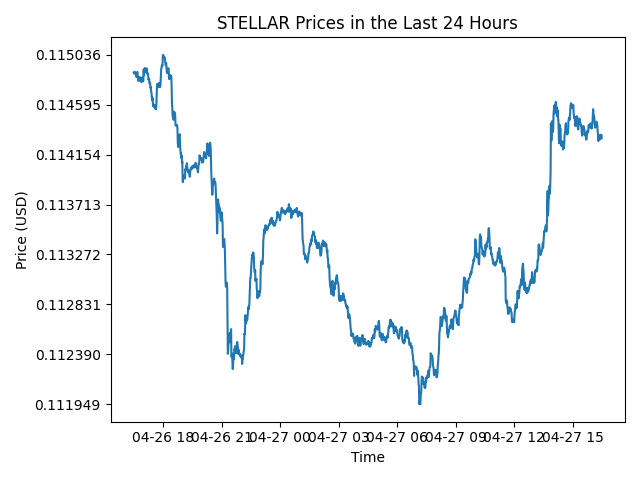 STELLAR Prices in the Last 24 Hours
Price (USD)
0.115036
0.114595
0.114154
0.113713
0.113272
0.112831
0.112390
0.111949
04-26 18 04-26 21 04-27 00 04-27 03 04-27 06 04-27 09 04-27 12 04-27 15
Time